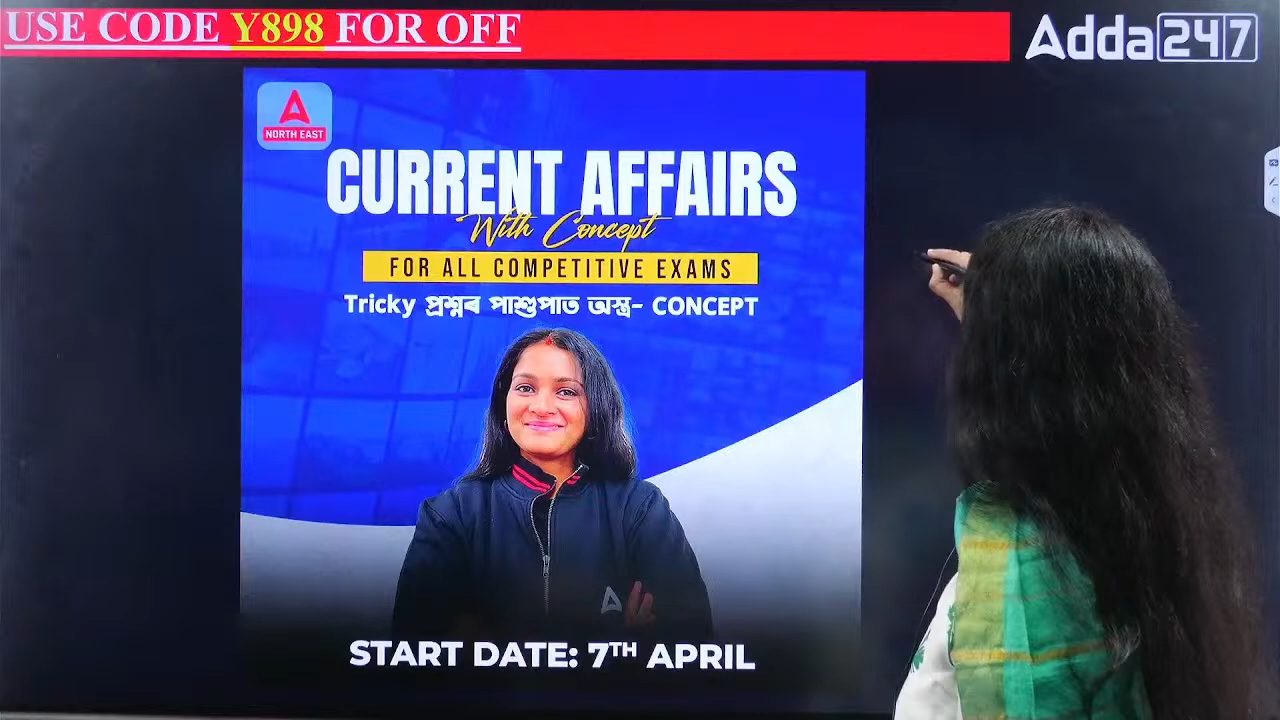 USE CODE Y898 FOR OFF
Adda247
NORTH EAST
CURRENT AFFAIRS
With Concept
FOR ALL COMPETITIVE EXAMS
Tricky প্ৰশ্নৰ পাশুপাত অস্ত্ৰ- CONCEPT
START DATE: 7TH APRIL